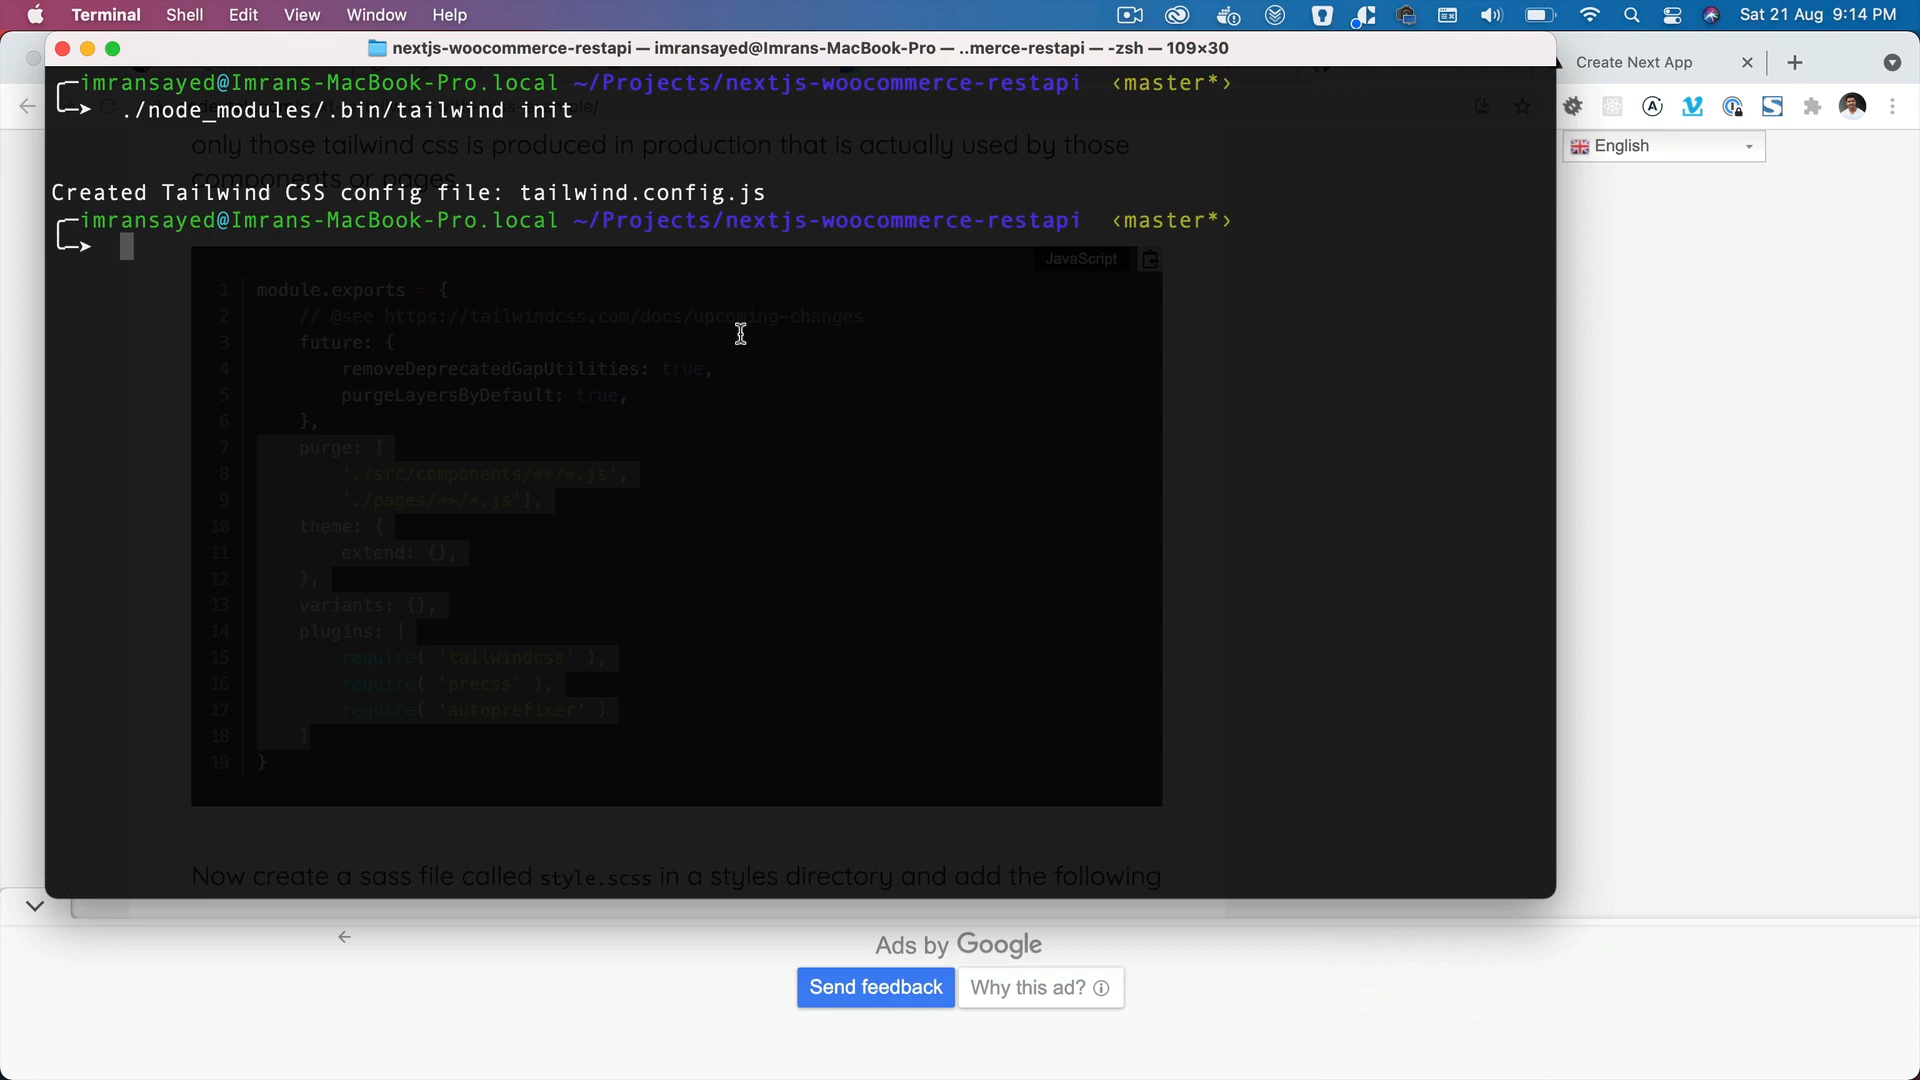 Terminal Shell Edit View Window Help Sat 21 Aug 9:14 PM
nextjs-woocommerce-restapi — imransayed@Imrans-MacBook-Pro — ..merce-restapi — -zsh — 109×30
Create Next App
imransayed@Imrans-MacBook-Pro.local ~/Projects/nextjs-woocommerce-restapi ‹master*›
./node_modules/.bin/tailwind init
only those tailwind css is produced in production that is actually used by those
English
components or pages
Created Tailwind CSS config file: tailwind.config.js
imransayed@Imrans-MacBook-Pro.local ~/Projects/nextjs-woocommerce-restapi ‹master*›
JavaScript
1 module.exports = {
2 // @see https://tailwindcss.com/docs/upcoming-changes
3 future: {
4 removeDeprecatedGapUtilities: true,
5 purgeLayersByDefault: true,
6 },
7 purge: [
8 './src/components/**/*.js',
9 './pages/**/*.js'],
10 theme: {
11 extend: {},
12 },
13 variants: {},
14 plugins: [
15 require( 'tailwindcss' ),
16 require( 'precss' ),
17 require( 'autoprefixer' )
18 ]
19 }
Now create a sass file called style.scss in a styles directory and add the following
Ads by Google
Send feedback Why this ad?